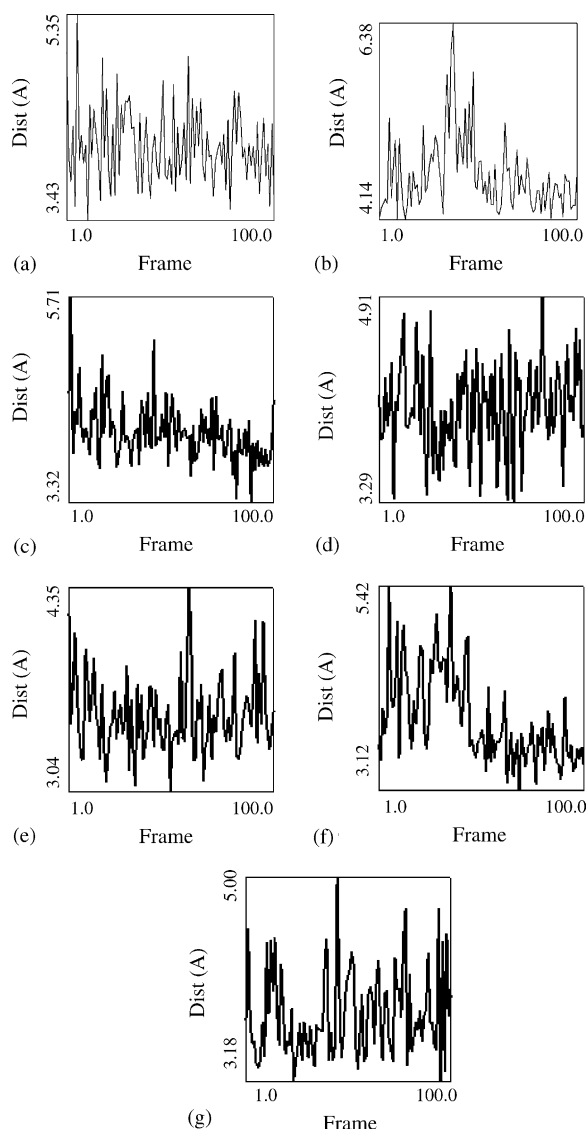 5.35
Dist (A)
3.43
1.0 100.0
(a) Frame
6.38
Dist (A)
4.14
1.0 100.0
(b) Frame
5.71
Dist (A)
3.32
1.0 100.0
(c) Frame
4.91
Dist (A)
3.29
1.0 100.0
(d) Frame
4.35
Dist (A)
3.04
1.0 100.0
(e) Frame
5.42
Dist (A)
3.12
1.0 100.0
(f) Frame
5.00
Dist (A)
3.18
1.0 100.0
(g) Frame